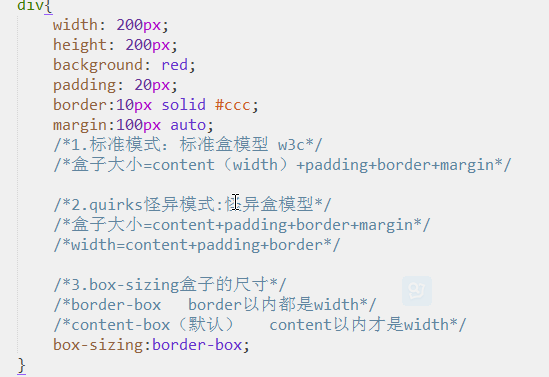 div{
width: 200px;
height: 200px;
background: red;
padding: 20px;
border:10px solid #ccc;
margin:100px auto;
/*1.标准模式: 标准盒模型 w3c*/
/*盒子大小=content（width）+padding+border+margin*/
/*2.quirks怪异模式:怪异盒模型*/
/*盒子大小=content+padding+border+margin*/
/*width=content+padding+border*/
/*3.box-sizing盒子的尺寸*/
/*border-box   border以内都是width*/
/*content-box（默认）   content以内才是width*/
box-sizing:border-box;
}